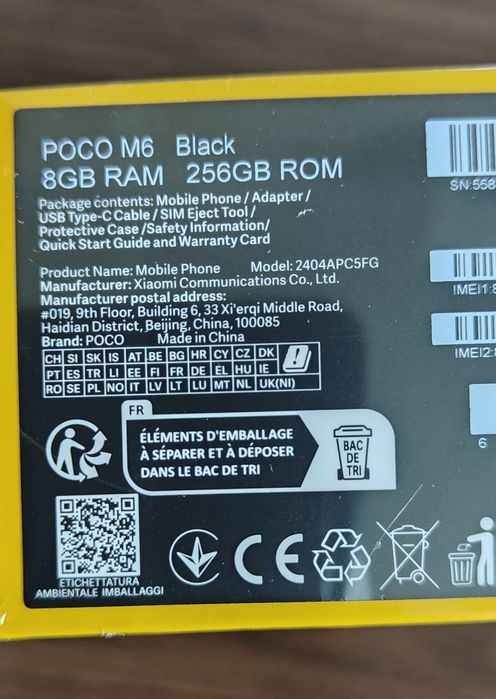 POCO M6 Black
8GB RAM 256GB ROM
Package contents: Mobile Phone / Adapter /
USB Type-C Cable / SIM Eject Tool /
Protective Case /Safety Information/
Quick Start Guide and Warranty Card
Product Name: Mobile Phone Model: 2404APC5FG
Manufacturer: Xiaomi Communications Co., Ltd.
Manufacturer postal address:
#019, 9th Floor, Building 6, 33 Xi'erqi Middle Road,
Haidian District, Beijing, China, 100085
Brand: POCO Made in China
CH SI SK IS AT BE BG HR CY CZ DK
PT ES TR LI EE FI FR DE EL HU IE
RO SE PL NO IT LV LT LU MT NL UK(NI)
FR
ÉLÉMENTS D'EMBALLAGE
À SÉPARER ET À DÉPOSER
DANS LE BAC DE TRI
BAC
DE
TRI
ETICHETTATURA
AMBIENTALE IMBALLAGGI
CE
SN:558
IMEI1:8
IMEI2:
6